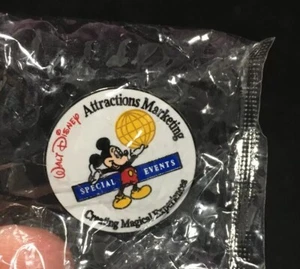 WALT DISNEY
Attractions Marketing
SPECIAL EVENTS
Creating Magical Experiences